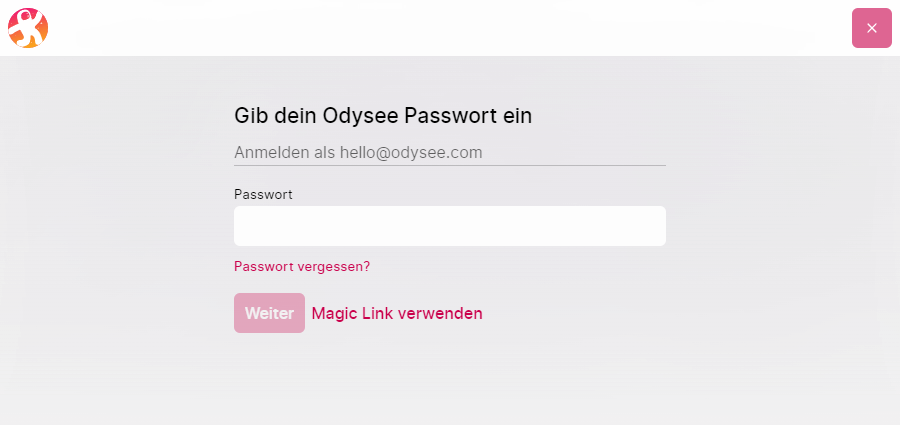 Gib dein Odysee Passwort ein
Anmelden als hello@odysee.com
Passwort
Passwort vergessen?
Weiter Magic Link verwenden